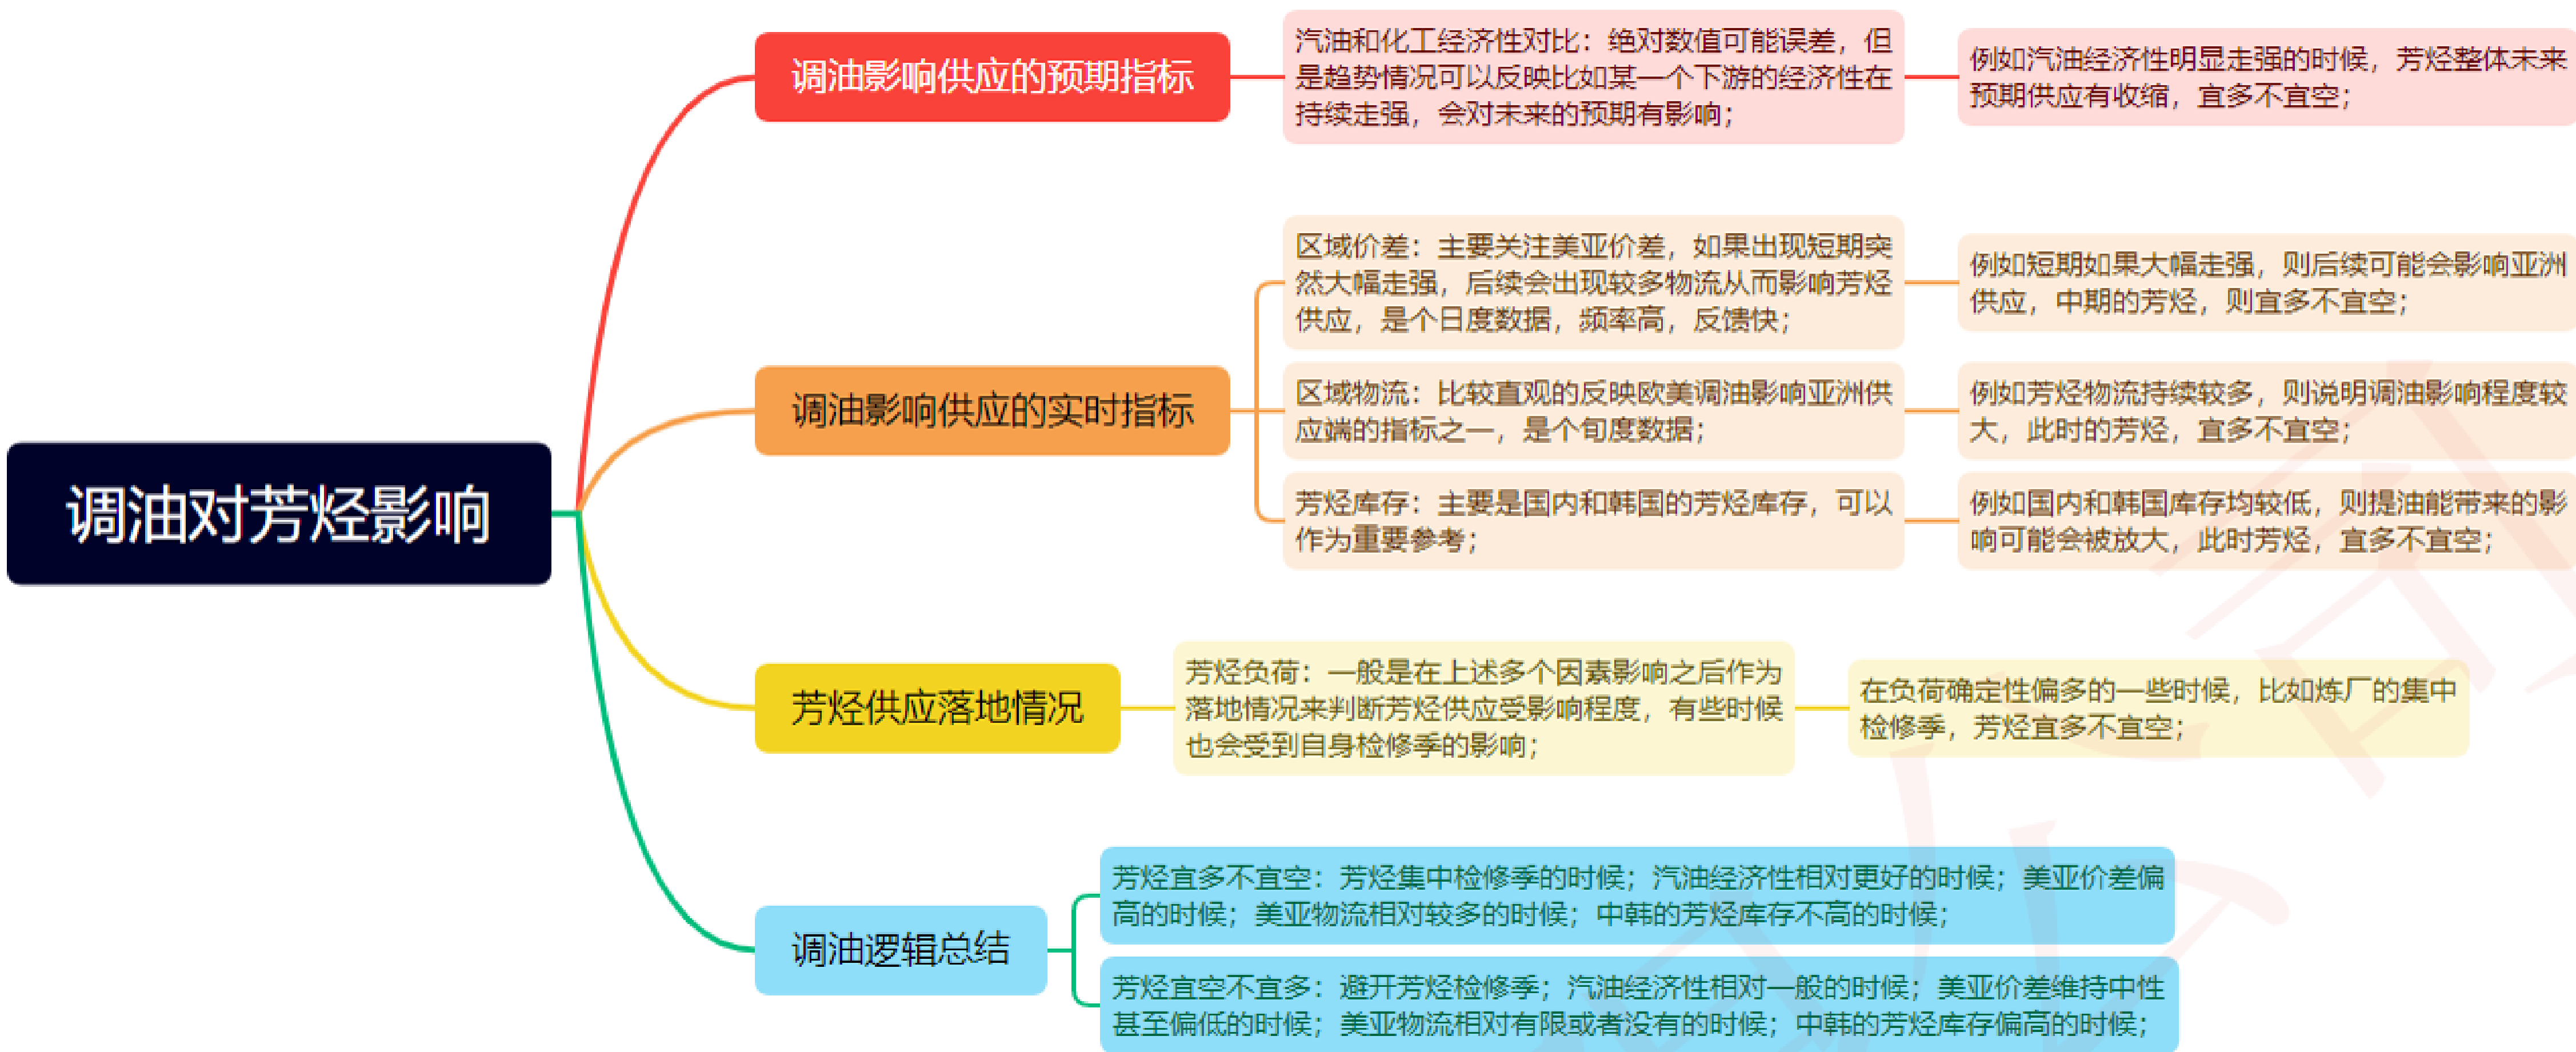 调油对芳烃影响
调油影响供应的预期指标
汽油和化工经济性对比：绝对数值可能误差，但
是趋势情况可以反映比如某一个下游的经济性在
持续走强，会对未来的预期有影响；
例如汽油经济性明显走强的时候，芳烃整体未来
预期供应有收缩，宜多不宜空；
调油影响供应的实时指标
区域价差：主要关注美亚价差，如果出现短期突
然大幅走强，后续会出现较多物流从而影响芳烃
供应，是个日度数据，频率高，反馈快；
例如短期如果大幅走强，则后续可能会影响亚洲
供应，中期的芳烃，则宜多不宜空；
区域物流：比较直观的反映欧美调油影响亚洲供
应端的指标之一，是个旬度数据；
例如芳烃物流持续较多，则说明调油影响程度较
大，此时的芳烃，宜多不宜空；
芳烃库存：主要是国内和韩国的芳烃库存，可以
作为重要参考；
例如国内和韩国库存均较低，则提油能带来的影
响可能会被放大，此时芳烃，宜多不宜空；
芳烃供应落地情况
芳烃负荷：一般是在上述多个因素影响之后作为
落地情况来判断芳烃供应受影响程度，有些时候
也会受到自身检修季的影响；
在负荷确定性偏多的一些时候，比如炼厂的集中
检修季，芳烃宜多不宜空；
调油逻辑总结
芳烃宜多不宜空：芳烃集中检修季的时候；汽油经济性相对更好的时候；美亚价差偏
高的时候；美亚物流相对较多的时候；中韩的芳烃库存不高的时候；
芳烃宜空不宜多：避开芳烃检修季；汽油经济性相对一般的时候；美亚价差维持中性
甚至偏低的时候；美亚物流相对有限或者没有的时候；中韩的芳烃库存偏高的时候；